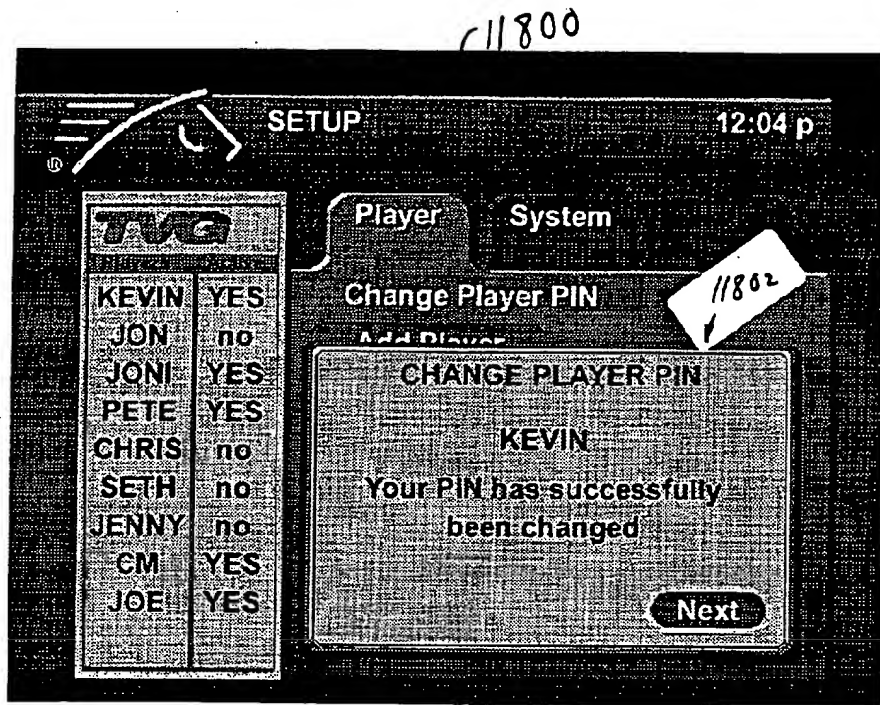 11800
SETUP 12:04 p
®
TVG
Player System
KEVIN YES
JON no
JONI YES
PETE YES
CHRIS no
SETH no
JENNY no
CM YES
JOE YES
Change Player PIN
11802
Add Player
CHANGE PLAYER PIN
KEVIN
Your PIN has successfully
been changed
Next